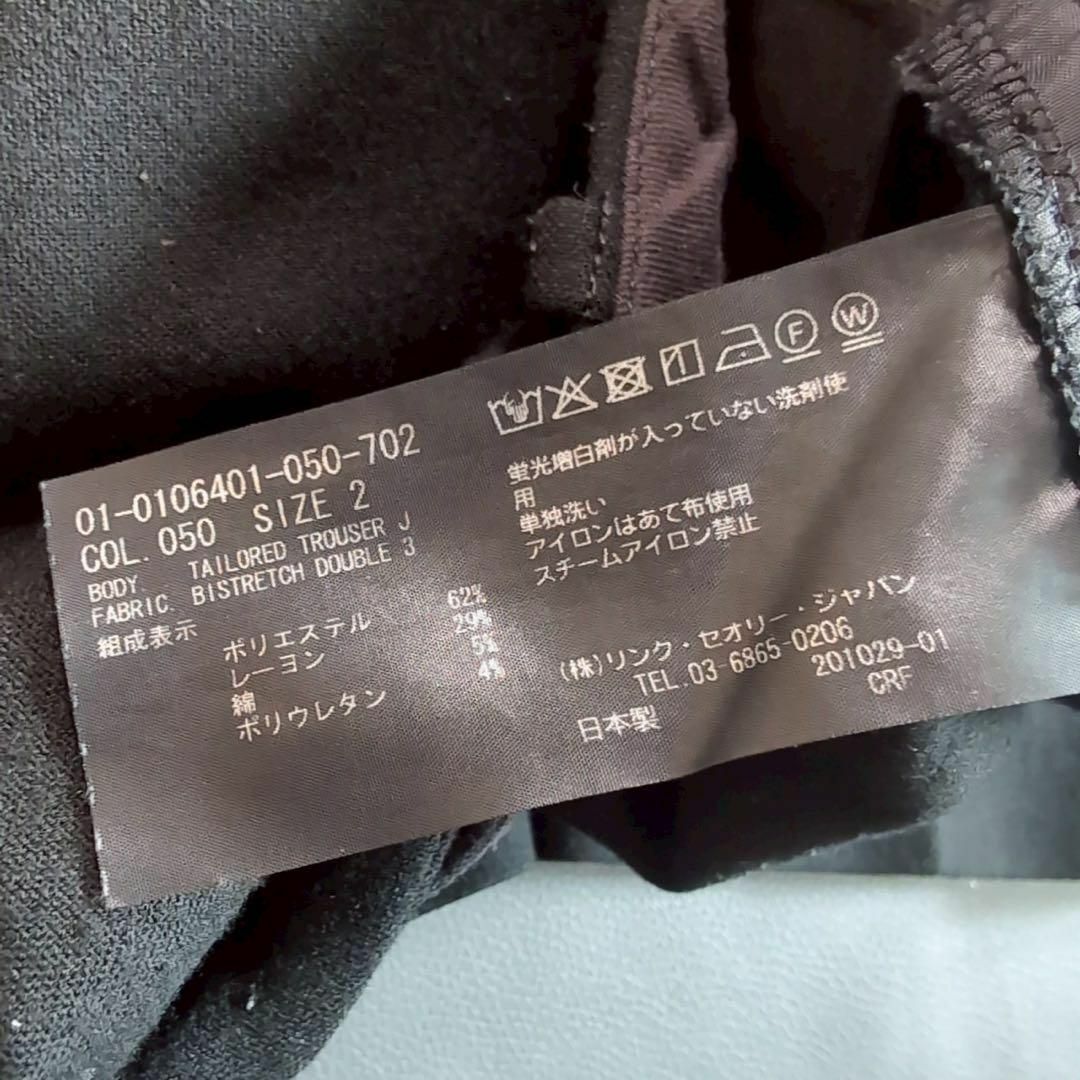 01-0106401-050-702
COL. 050 SIZE 2
BODY. TAILORED TROUSER J
FABRIC. BISTRETCH DOUBLE 3
組成表示
ポリエステル 62%
レーヨン 29%
綿 5%
ポリウレタン 4%
F W
蛍光増白剤が入っていない洗剤使
用
単独洗い
アイロンはあて布使用
スチームアイロン禁止
(株)リンク・セオリー・ジャパン
TEL.03-6865-0206
201029-01
CRF
日本製